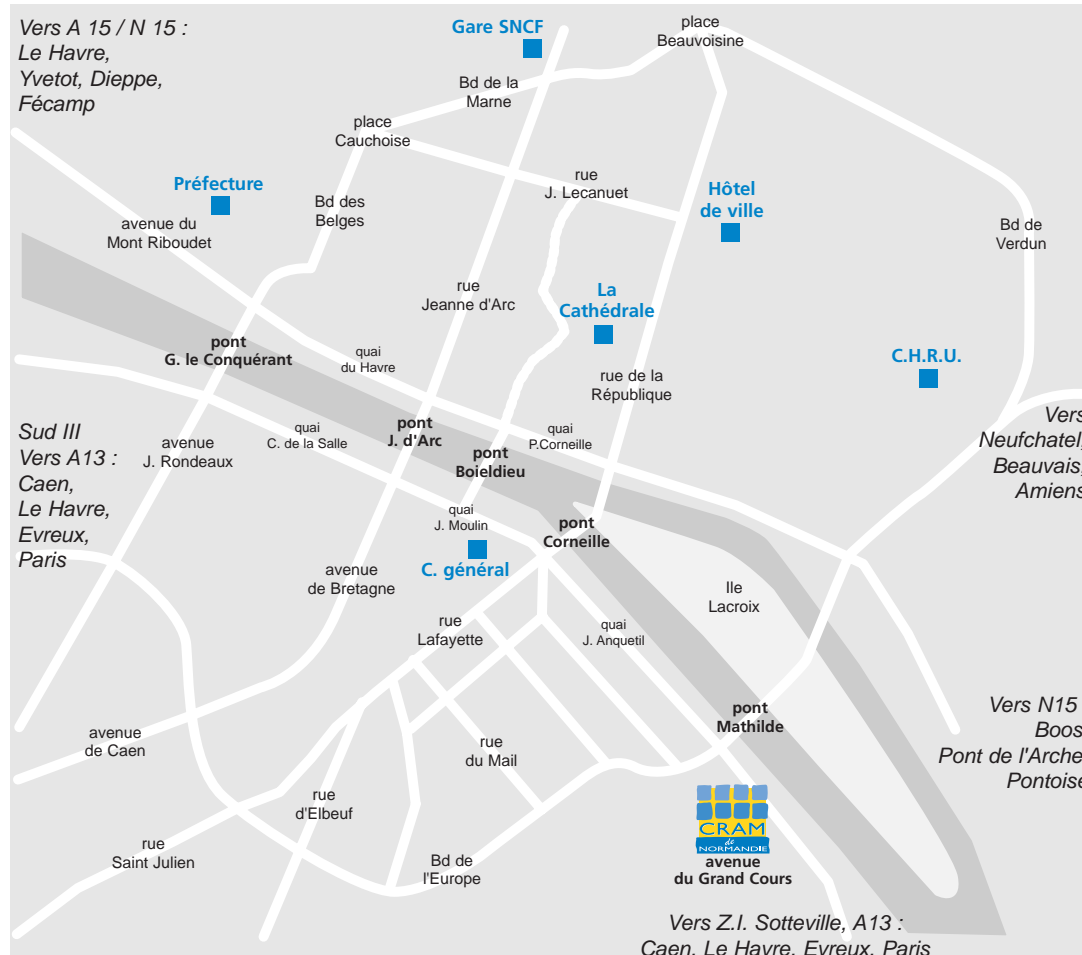 Vers A 15 / N 15 :
Le Havre,
Yvetot, Dieppe,
Fécamp
Gare SNCF
place
Beauvoisine
Bd de la
Marne
place
Cauchoise
Préfecture
rue
J. Lecanuet
Hôtel
de ville
Bd des
Belges
avenue du
Mont Riboudet
Bd de
Verdun
rue
Jeanne d'Arc
La
Cathédrale
pont
G. le Conquérant
quai
du Havre
C.H.R.U.
rue de la
République
Sud III
Vers A13 :
Caen,
Le Havre,
Evreux,
Paris
avenue
J. Rondeaux
quai
C. de la Salle
pont
J. d'Arc
pont
Boieldieu
quai
P.Corneille
Vers
Neufchatel,
Beauvais,
Amiens
quai
J. Moulin
pont
Corneille
C. général
avenue
de Bretagne
Ile
Lacroix
rue
Lafayette
quai
J. Anquetil
pont
Mathilde
Vers N15
Boos
Pont de l'Arche
Pontoise
avenue
de Caen
rue
du Mail
rue
d'Elbeuf
CRAM
de
NORMANDIE
avenue
du Grand Cours
rue
Saint Julien
Bd de
l'Europe
Vers Z.I. Sotteville, A13 :
Caen, Le Havre, Evreux, Paris